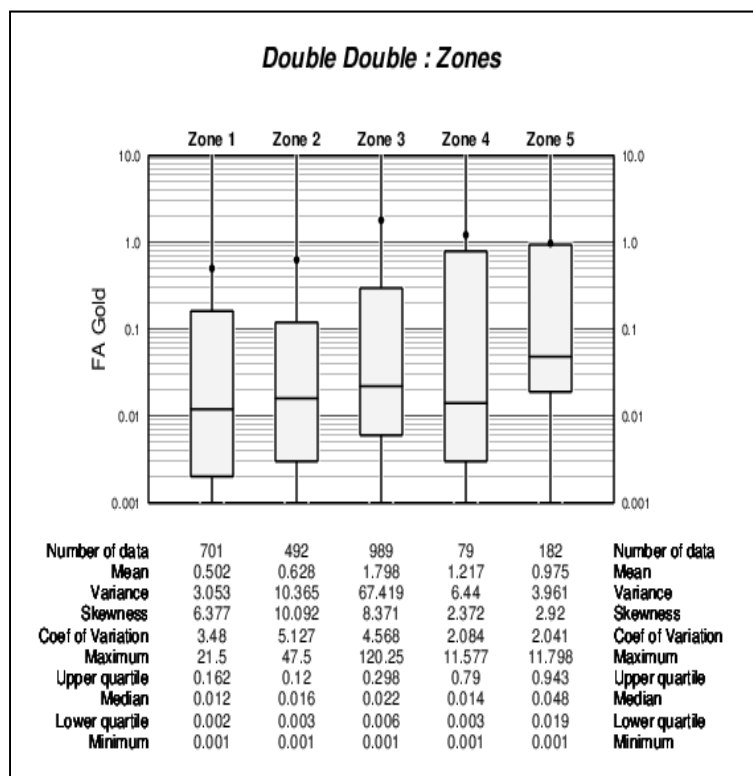 Double Double : Zones
Zone 1 Zone 2 Zone 3 Zone 4 Zone 5
10.0 10.0
1.0 1.0
FA Gold
0.1 0.1
0.01 0.01
0.001 0.001
Number of data 701 492 989 79 182 Number of data
Mean 0.502 0.628 1.798 1.217 0.975 Mean
Variance 3.053 10.365 67.419 6.44 3.961 Variance
Skewness 6.377 10.092 8.371 2.372 2.92 Skewness
Coef of Variation 3.48 5.127 4.568 2.084 2.041 Coef of Variation
Maximum 21.5 47.5 120.25 11.577 11.798 Maximum
Upper quartile 0.162 0.12 0.298 0.79 0.943 Upper quartile
Median 0.012 0.016 0.022 0.014 0.048 Median
Lower quartile 0.002 0.003 0.006 0.003 0.019 Lower quartile
Minimum 0.001 0.001 0.001 0.001 0.001 Minimum